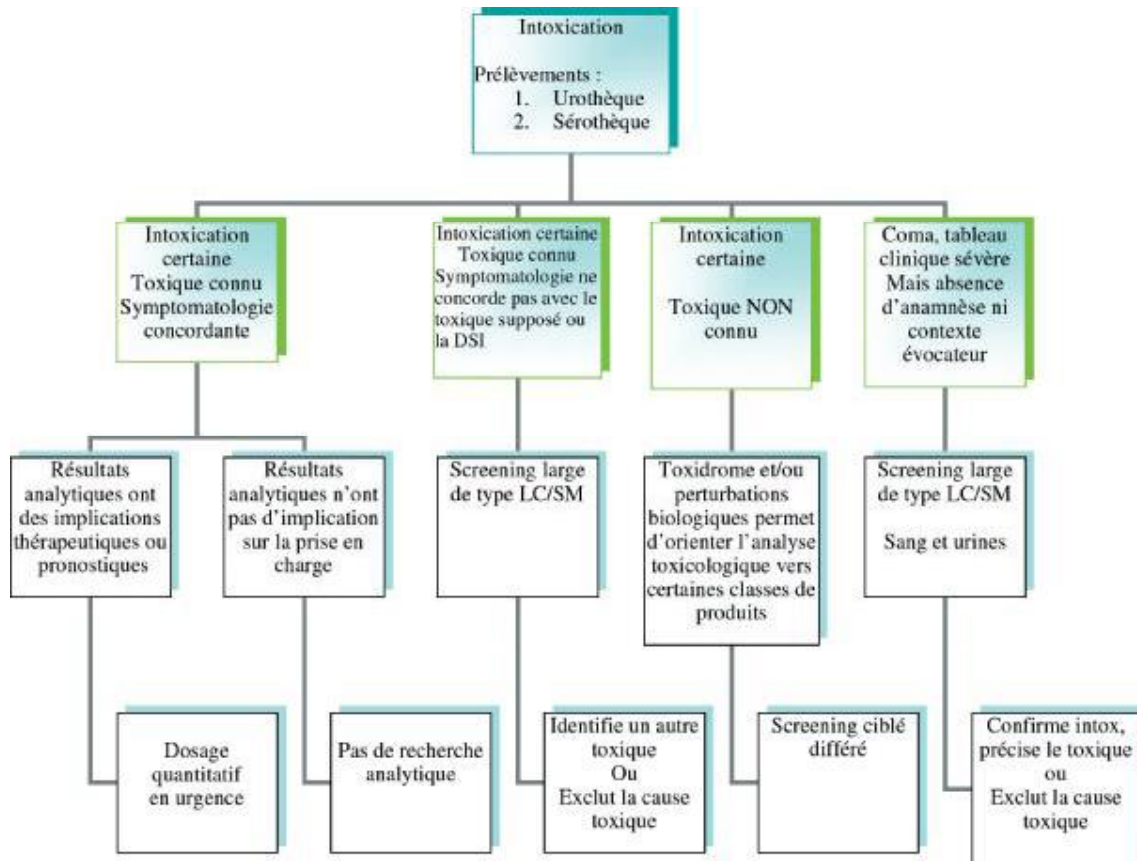 Intoxication
Prélèvements :
1. Urothèque
2. Sérothèque
Intoxication
certaine
Toxique connu
Symptomatologie
concordante
Intoxication certaine
Toxique connu
Symptomatologie ne
concorde pas avec le
toxique supposé ou
la DSI
Intoxication
certaine
Toxique NON
connu
Coma, tableau
clinique sévère
Mais absence
d'anamnèse ni
contexte
évocateur
Résultats
analytiques ont
des implications
thérapeutiques ou
pronostiques
Résultats
analytiques n'ont
pas d'implication
sur la prise en
charge
Screening large
de type LC/SM
Toxidrome et/ou
perturbations
biologiques permet
d'orienter l'analyse
toxicologique vers
certaines classes de
produits
Screening large
de type LC/SM
Sang et urines
Dosage
quantitatif
en urgence
Pas de recherche
analytique
Identifie un autre
toxique
Ou
Exclut la cause
toxique
Screening ciblé
différé
Confirme intox,
précise le toxique
ou
Exclut la cause
toxique